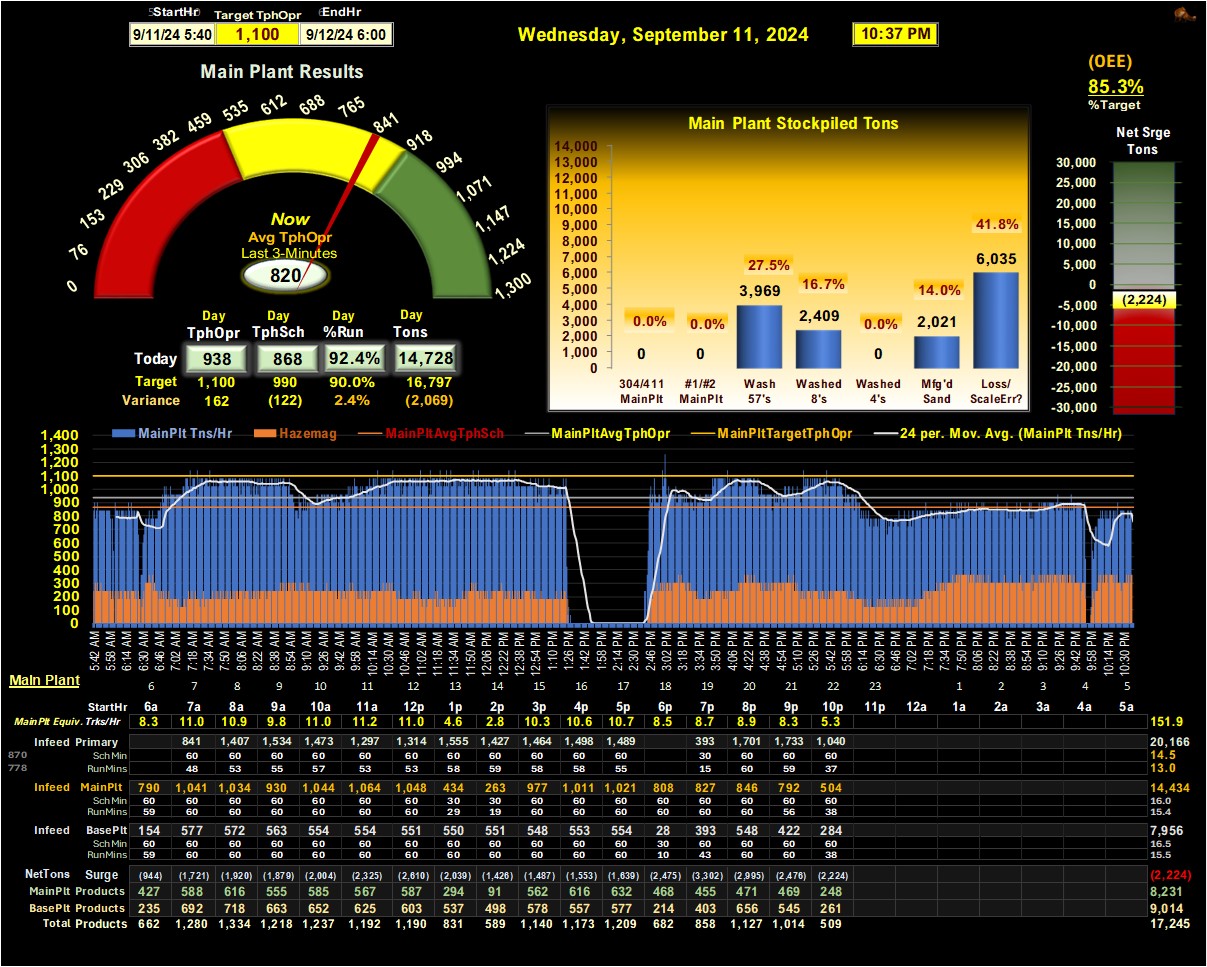 StartHr Target TphOpr EndHr
9/11/24 5:40 1,100 9/12/24 6:00
Wednesday, September 11, 2024 10:37 PM
(OEE)
85.3%
%Target
Main Plant Results
0 76 153 229 306 382 459 535 612 688 765 841 918 994 1,071 1,147 1,224 1,300
Now
Avg TphOpr
Last 3-Minutes
820
Day Day Day Day
TphOpr TphSch %Run Tons
Today 938 868 92.4% 14,728
Target 1,100 990 90.0% 16,797
Variance 162 (122) 2.4% (2,069)
Main Plant Stockpiled Tons
14,000
13,000
12,000
11,000
10,000
9,000
8,000
7,000
6,000
5,000
4,000
3,000
2,000
1,000
0
0.0% 0.0% 27.5% 16.7% 0.0% 14.0% 41.8%
0 0 3,969 2,409 0 2,021 6,035
304/411 #1/#2 Wash Washed Washed Mfg'd Loss/
MainPlt MainPlt 57's 8's 4's Sand ScaleErr?
Net Srge
Tons
30,000
25,000
20,000
15,000
10,000
5,000
0
(2,224)
-5,000
-10,000
-15,000
-20,000
-25,000
-30,000
MainPlt Tns/Hr Hazemag MainPltAvgTphSch MainPltAvgTphOpr MainPltTargetTphOpr 24 per. Mov. Avg. (MainPlt Tns/Hr)
1,400
1,300
1,200
1,100
1,000
900
800
700
600
500
400
300
200
100
0
5:42 AM 5:58 AM 6:14 AM 6:30 AM 6:46 AM 7:02 AM 7:18 AM 7:34 AM 7:50 AM 8:06 AM 8:22 AM 8:38 AM 8:54 AM 9:10 AM 9:26 AM 9:42 AM 9:58 AM 10:14 AM 10:30 AM 10:46 AM 11:02 AM 11:18 AM 11:34 AM 11:50 AM 12:06 PM 12:22 PM 12:38 PM 12:54 PM 1:10 PM 1:26 PM 1:42 PM 1:58 PM 2:14 PM 2:30 PM 2:46 PM 3:02 PM 3:18 PM 3:34 PM 3:50 PM 4:06 PM 4:22 PM 4:38 PM 4:54 PM 5:10 PM 5:26 PM 5:42 PM 5:58 PM 6:14 PM 6:30 PM 6:46 PM 7:02 PM 7:18 PM 7:34 PM 7:50 PM 8:06 PM 8:22 PM 8:38 PM 8:54 PM 9:10 PM 9:26 PM 9:42 PM 9:58 PM 10:14 PM 10:30 PM
Main Plant 6 7 8 9 10 11 12 13 14 15 16 17 18 19 20 21 22 23 1 2 3 4 5
StartHr 6a 7a 8a 9a 10a 11a 12p 1p 2p 3p 4p 5p 6p 7p 8p 9p 10p 11p 12a 1a 2a 3a 4a 5a
MainPlt Equiv. Trks/Hr 8.3 11.0 10.9 9.8 11.0 11.2 11.0 4.6 2.8 10.3 10.6 10.7 8.5 8.7 8.9 8.3 5.3 151.9
Infeed Primary 841 1,407 1,534 1,473 1,297 1,314 1,555 1,427 1,464 1,498 1,489 393 1,701 1,733 1,040 20,166
870 Sch Min 60 60 60 60 60 60 60 60 60 60 60 30 60 60 60 14.5
778 RunMins 48 53 55 57 53 53 58 59 58 58 55 15 60 59 37 13.0
Infeed MainPlt 790 1,041 1,034 930 1,044 1,064 1,048 434 263 977 1,011 1,021 808 827 846 792 504 14,434
Sch Min 60 60 60 60 60 60 60 30 30 60 60 60 60 60 60 60 60 16.0
RunMins 59 60 60 60 60 60 60 29 19 60 60 60 60 60 60 56 38 15.4
Infeed BasePlt 154 577 572 563 554 554 551 550 551 548 553 554 28 393 548 422 284 7,956
Sch Min 60 60 60 60 60 60 60 60 60 60 60 60 30 60 60 60 60 16.5
RunMins 59 60 60 60 60 60 60 60 60 60 60 60 10 43 60 60 38 15.5
NetTons Surge (944) (1,721) (1,920) (1,879) (2,004) (2,325) (2,610) (2,039) (1,426) (1,487) (1,553) (1,639) (2,475) (3,302) (2,995) (2,476) (2,224) (2,224)
MainPlt Products 427 588 616 555 585 567 587 294 91 562 616 632 468 455 471 469 248 8,231
BasePlt Products 235 692 718 663 652 625 603 537 498 578 557 577 214 403 656 545 261 9,014
Total Products 662 1,280 1,334 1,218 1,237 1,192 1,190 831 589 1,140 1,173 1,209 682 858 1,127 1,014 509 17,245